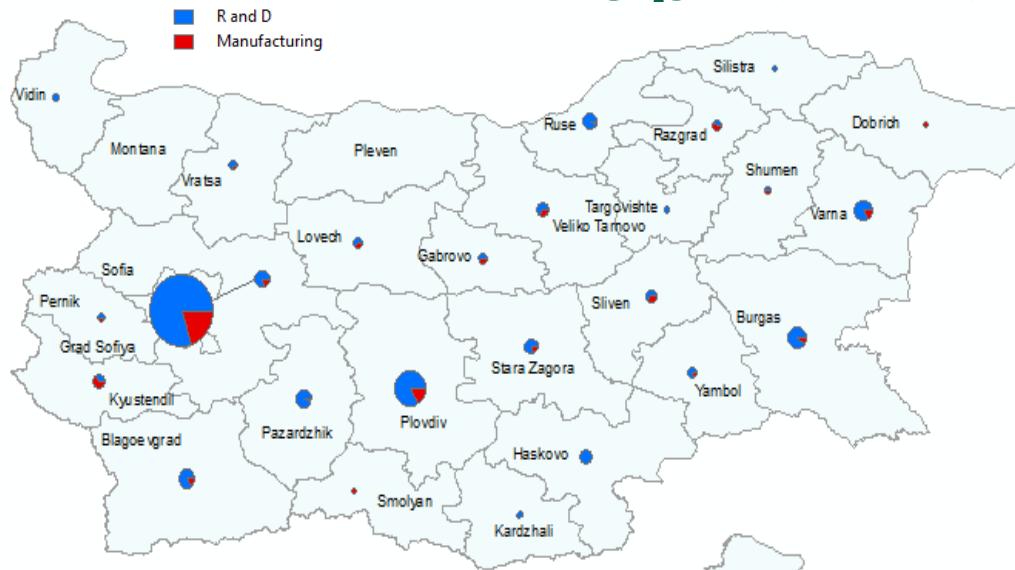 R and D
Manufacturing
Silistra
Vidin
Ruse
Dobrich
Razgrad
Montana
Pleven
Shumen
Vratsa
Targovishte
Varna
Veliko Tarnovo
Lovech
Gabrovo
Sofia
Pernik
Sliven
Burgas
Grad Sofiya
Stara Zagora
Kyustendil
Yambol
Plovdiv
Pazardzhik
Blagoevgrad
Haskovo
Smolyan
Kardzhali